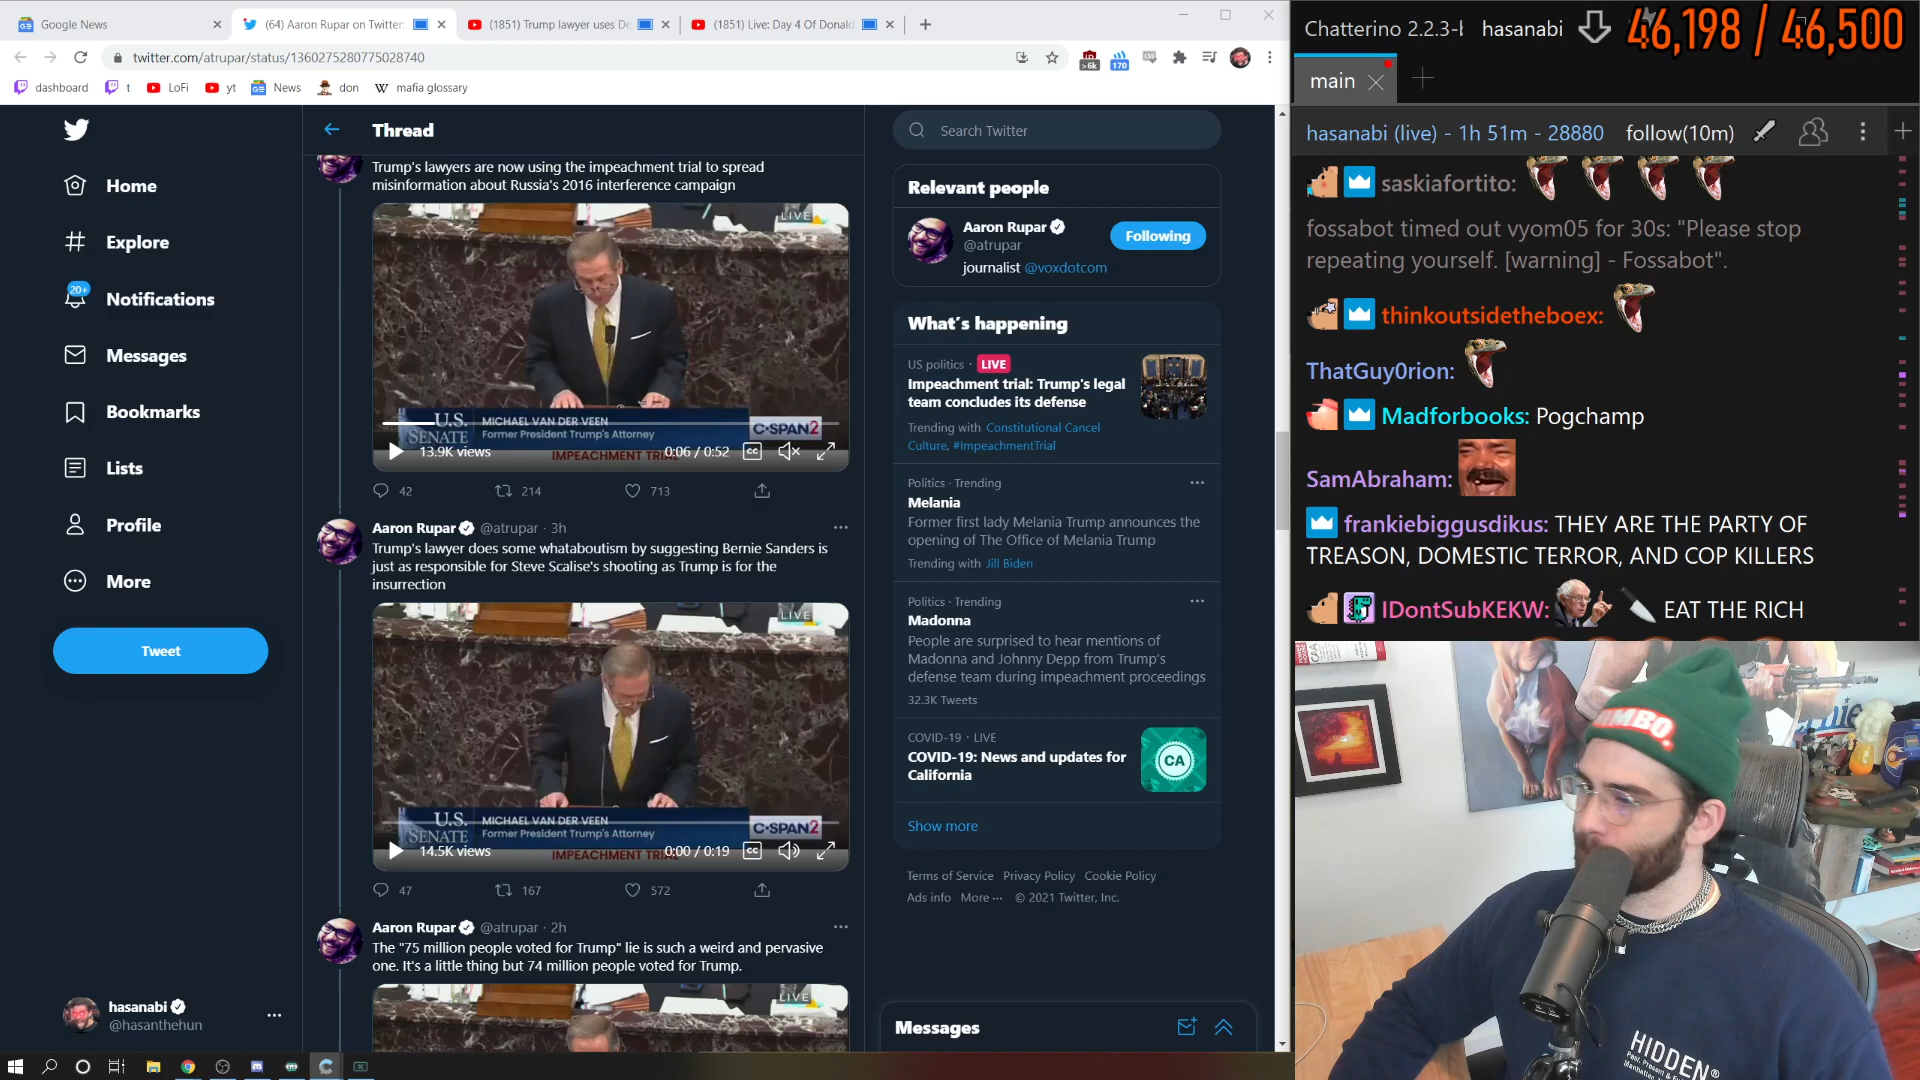 Google News
(64) Aaron Rupar on Twitter:
(1851) Trump lawyer uses De
(1851) Live: Day 4 Of Donald
twitter.com/atrupar/status/1360275280775028740
>6k
170
dashboard
t
LoFi
yt
News
don
W mafia glossary
Home
Explore
20+
Notifications
Messages
Bookmarks
Lists
Profile
More
Tweet
hasanabi
@hasanthehun
Thread
Trump's lawyers are now using the impeachment trial to spread
misinformation about Russia's 2016 interference campaign
LIVE
U.S.
SENATE
MICHAEL VAN DER VEEN
Former President Trump's Attorney
C-SPAN2
IMPEACHMENT TRIAL
13.9K views
0:06 / 0:52
CC
42
214
713
Aaron Rupar @atrupar · 3h
Trump's lawyer does some whataboutism by suggesting Bernie Sanders is
just as responsible for Steve Scalise's shooting as Trump is for the
insurrection
LIVE
U.S.
SENATE
MICHAEL VAN DER VEEN
Former President Trump's Attorney
C-SPAN2
IMPEACHMENT TRIAL
14.5K views
0:00 / 0:19
CC
47
167
572
Aaron Rupar @atrupar · 2h
The "75 million people voted for Trump" lie is such a weird and pervasive
one. It's a little thing but 74 million people voted for Trump.
LIVE
Search Twitter
Relevant people
Aaron Rupar
@atrupar
Following
journalist @voxdotcom
What's happening
US politics · LIVE
Impeachment trial: Trump's legal
team concludes its defense
Trending with Constitutional Cancel
Culture, #ImpeachmentTrial
Politics · Trending
Melania
Former first lady Melania Trump announces the
opening of The Office of Melania Trump
Trending with Jill Biden
Politics · Trending
Madonna
People are surprised to hear mentions of
Madonna and Johnny Depp from Trump's
defense team during impeachment proceedings
32.3K Tweets
COVID-19 · LIVE
COVID-19: News and updates for
California
CA
Show more
Terms of Service Privacy Policy Cookie Policy
Ads info More ··· © 2021 Twitter, Inc.
Messages
Chatterino 2.2.3-b
hasanabi
46,198 / 46,500
main
hasanabi (live) - 1h 51m - 28880
follow(10m)
saskiafortito:
fossabot timed out vyom05 for 30s: "Please stop
repeating yourself. [warning] - Fossabot".
thinkoutsidetheboex:
ThatGuy0rion:
Madforbooks: Pogchamp
SamAbraham:
frankiebiggusdikus: THEY ARE THE PARTY OF
TREASON, DOMESTIC TERROR, AND COP KILLERS
IDontSubKEKW: EAT THE RICH
HIDDEN®